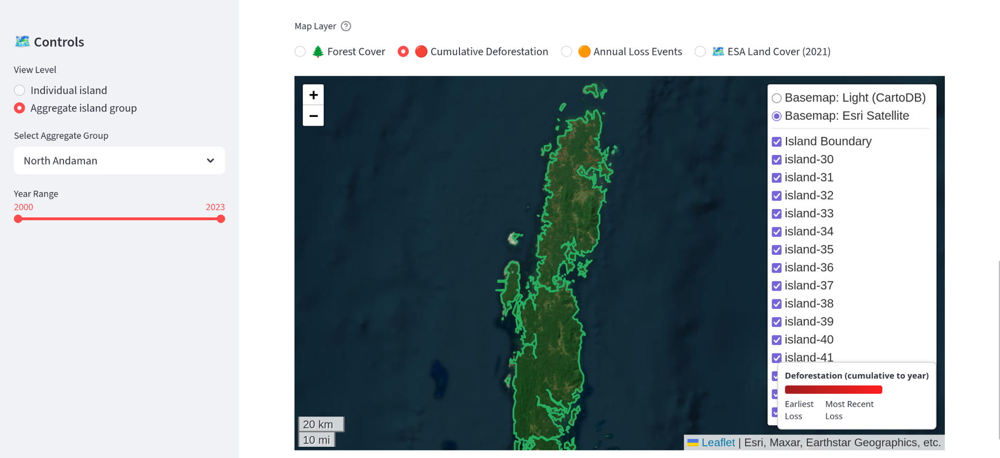 Controls
View Level
Individual island
Aggregate island group
Select Aggregate Group
North Andaman
Year Range
2000 2023
Map Layer ?
Forest Cover Cumulative Deforestation Annual Loss Events ESA Land Cover (2021)
+
−
Basemap: Light (CartoDB)
Basemap: Esri Satellite
Island Boundary
island-30
island-31
island-32
island-33
island-34
island-35
island-36
island-37
island-38
island-39
island-40
island-41
Deforestation (cumulative to year)
Earliest Loss
Most Recent Loss
20 km
10 mi
Leaflet | Esri, Maxar, Earthstar Geographics, etc.